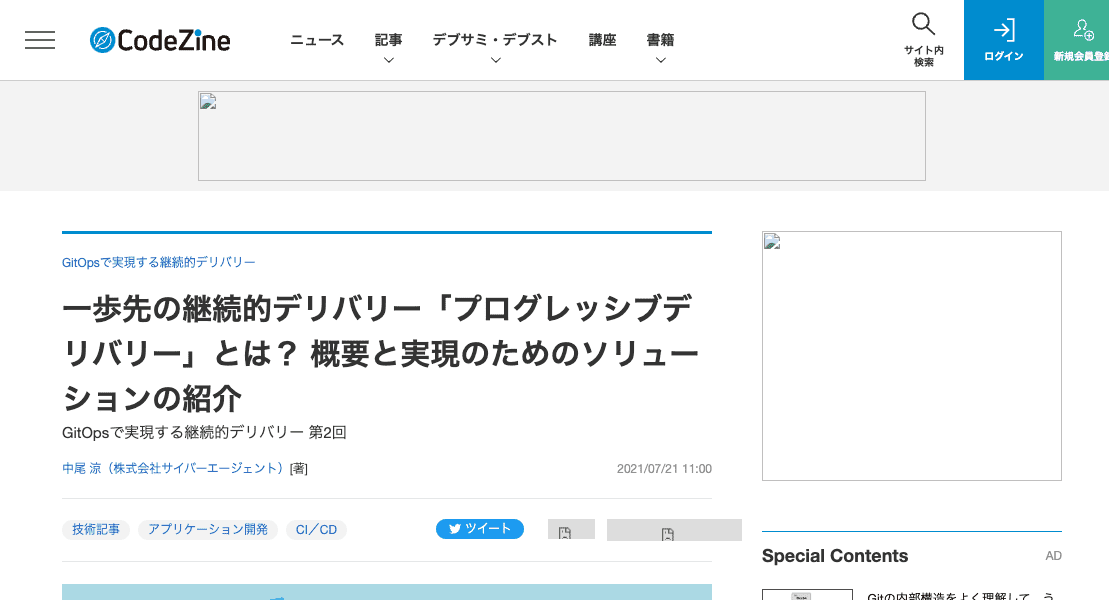 CodeZine
ニュース
記事
デブサミ・デブスト
講座
書籍
サイト内
検索
ログイン
新規会員登録
GitOpsで実現する継続的デリバリー
一歩先の継続的デリバリー「プログレッシブデ
リバリー」とは？ 概要と実現のためのソリュー
ションの紹介
GitOpsで実現する継続的デリバリー 第2回
中尾 涼（株式会社サイバーエージェント）[著]
2021/07/21 11:00
技術記事
アプリケーション開発
CI／CD
ツイート
Special Contents
AD
Gitの内部構造をよく理解して、う